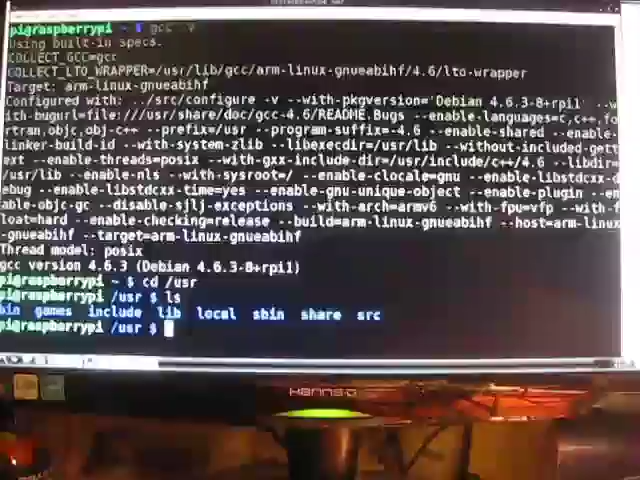 pi@raspberrypi ~ $ gcc -v
Using built-in specs.
COLLECT_GCC=gcc
COLLECT_LTO_WRAPPER=/usr/lib/gcc/arm-linux-gnueabihf/4.6/lto-wrapper
Target: arm-linux-gnueabihf
Configured with: ../src/configure -v --with-pkgversion='Debian 4.6.3-8+rpi1' --w
ith-bugurl=file:///usr/share/doc/gcc-4.6/README.Bugs --enable-languages=c,c++,fo
rtran,objc,obj-c++ --prefix=/usr --program-suffix=-4.6 --enable-shared --enable-
linker-build-id --with-system-zlib --libexecdir=/usr/lib --without-included-gett
ext --enable-threads=posix --with-gxx-include-dir=/usr/include/c++/4.6 --libdir=
/usr/lib --enable-nls --with-sysroot=/ --enable-clocale=gnu --enable-libstdcxx-d
ebug --enable-libstdcxx-time=yes --enable-gnu-unique-object --enable-plugin --en
able-objc-gc --disable-sjlj-exceptions --with-arch=armv6 --with-fpu=vfp --with-f
loat=hard --enable-checking=release --build=arm-linux-gnueabihf --host=arm-linux
-gnueabihf --target=arm-linux-gnueabihf
Thread model: posix
gcc version 4.6.3 (Debian 4.6.3-8+rpi1)
pi@raspberrypi ~ $ cd /usr
pi@raspberrypi /usr $ ls
bin games include lib local sbin share src
pi@raspberrypi /usr $
HANNS-G